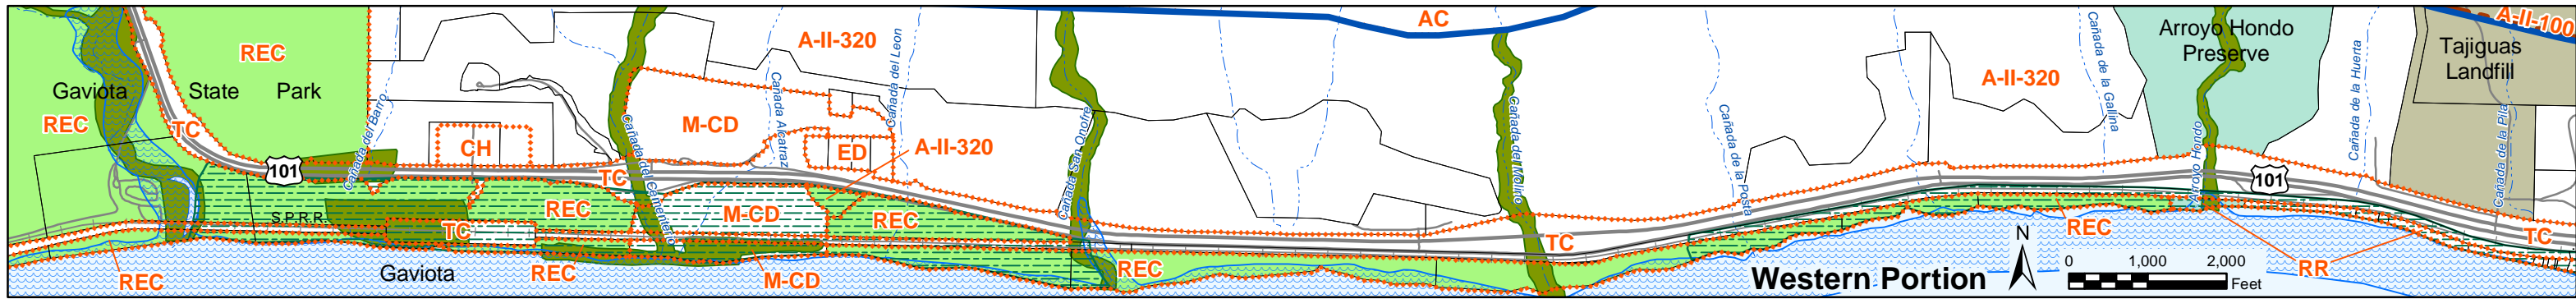 AC
A-II-100
REC
A-II-320
Arroyo Hondo
Preserve
Tajiguas
Landfill
Gaviota State Park
A-II-320
REC
TC
M-CD
CH
ED
A-II-320
Cañada del Barro
Cañada del Cementerio
Cañada Alcatraz
Cañada del Leon
Cañada San Onofre
Cañada del Molino
Cañada de la Posta
Cañada de la Galina
Arroyo Hondo
Cañada de la Huerta
Cañada de la Pila
101
TC
101
S.P.R.R.
REC
M-CD
REC
TC
REC
TC
TC
REC
Gaviota
REC
M-CD
REC
RR
Western Portion
N
0 1,000 2,000
Feet